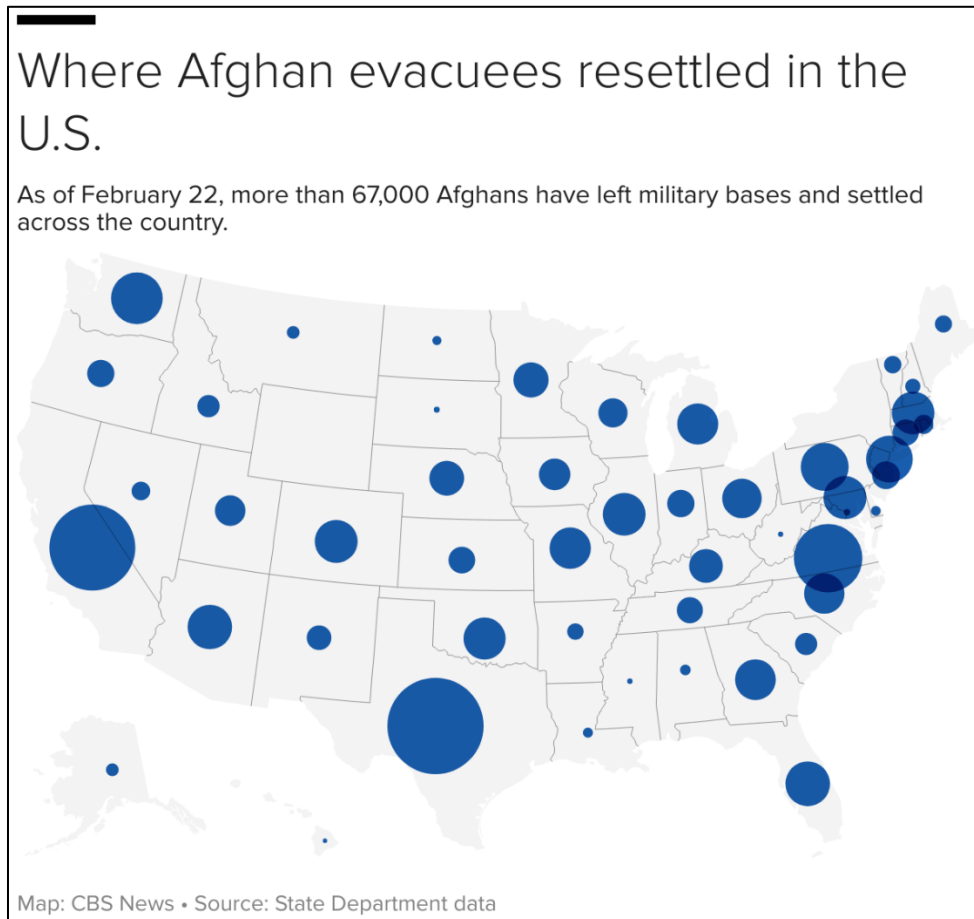 Where Afghan evacuees resettled in the
U.S.
As of February 22, more than 67,000 Afghans have left military bases and settled
across the country.
Map: CBS News • Source: State Department data